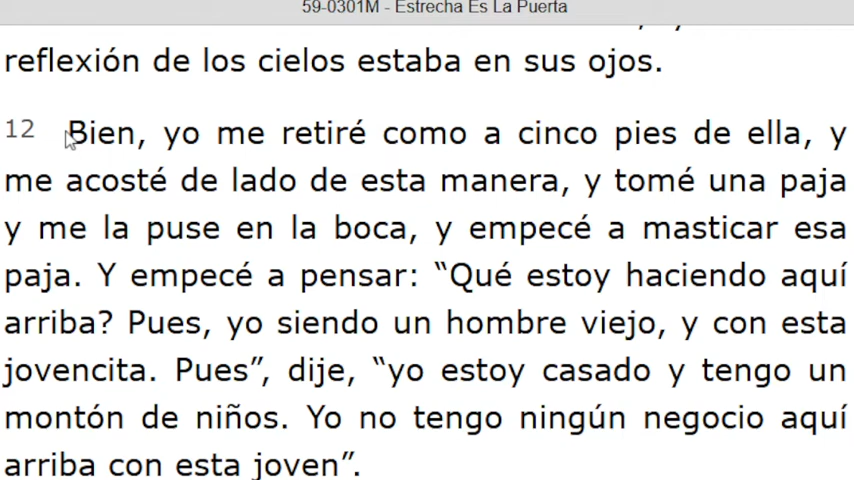 59-0301M - Estrecha Es La Puerta
reflexión de los cielos estaba en sus ojos.
12 Bien, yo me retiré como a cinco pies de ella, y
me acosté de lado de esta manera, y tomé una paja
y me la puse en la boca, y empecé a masticar esa
paja. Y empecé a pensar: “Qué estoy haciendo aquí
arriba? Pues, yo siendo un hombre viejo, y con esta
jovencita. Pues”, dije, “yo estoy casado y tengo un
montón de niños. Yo no tengo ningún negocio aquí
arriba con esta joven”.